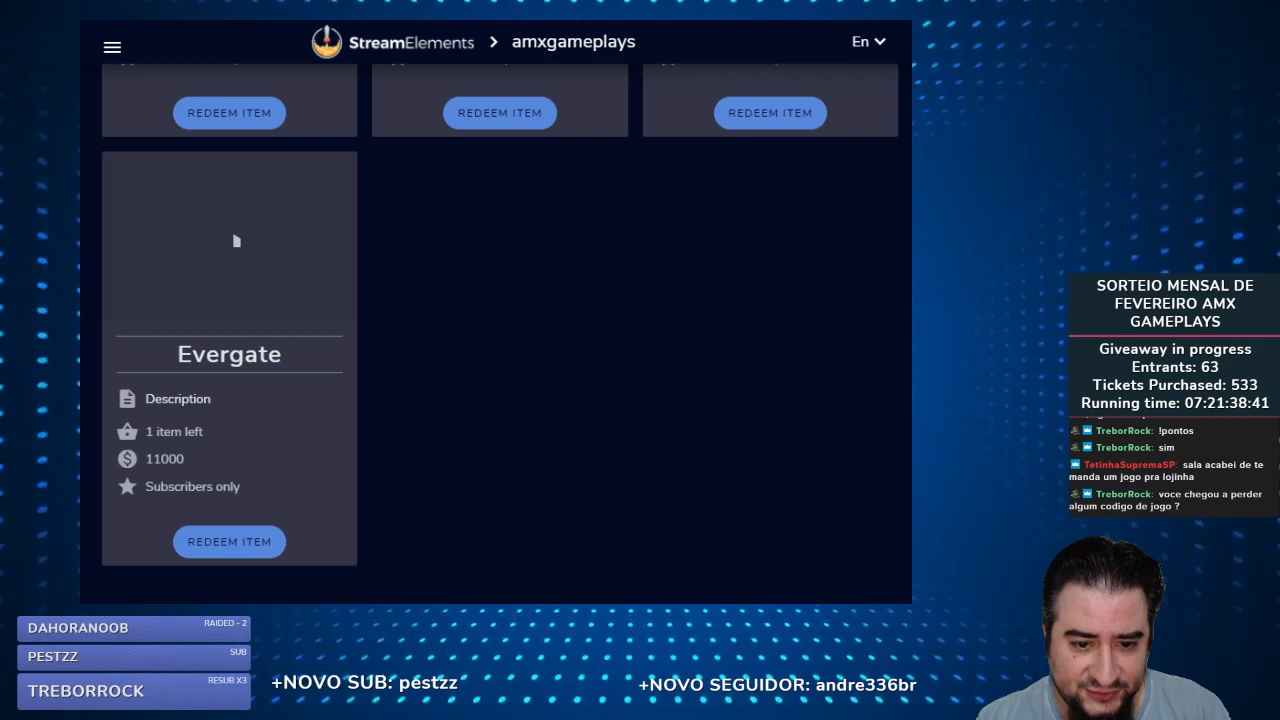 StreamElements > amxgameplays
En
REDEEM ITEM
REDEEM ITEM
REDEEM ITEM
Evergate
Description
1 item left
11000
Subscribers only
REDEEM ITEM
SORTEIO MENSAL DE
FEVEREIRO AMX
GAMEPLAYS
Giveaway in progress
Entrants: 63
Tickets Purchased: 533
Running time: 07:21:38:41
TreborRock: !pontos
TreborRock: sim
TetinhaSupremaSP: sala acabei de te
manda um jogo pra lojinha
TreborRock: voce chegou a perder
algum codigo de jogo ?
DAHORANOOB RAIDED - 2
PESTZZ SUB
TREBORROCK RESUB X3
+NOVO SUB: pestzz
+NOVO SEGUIDOR: andre336br